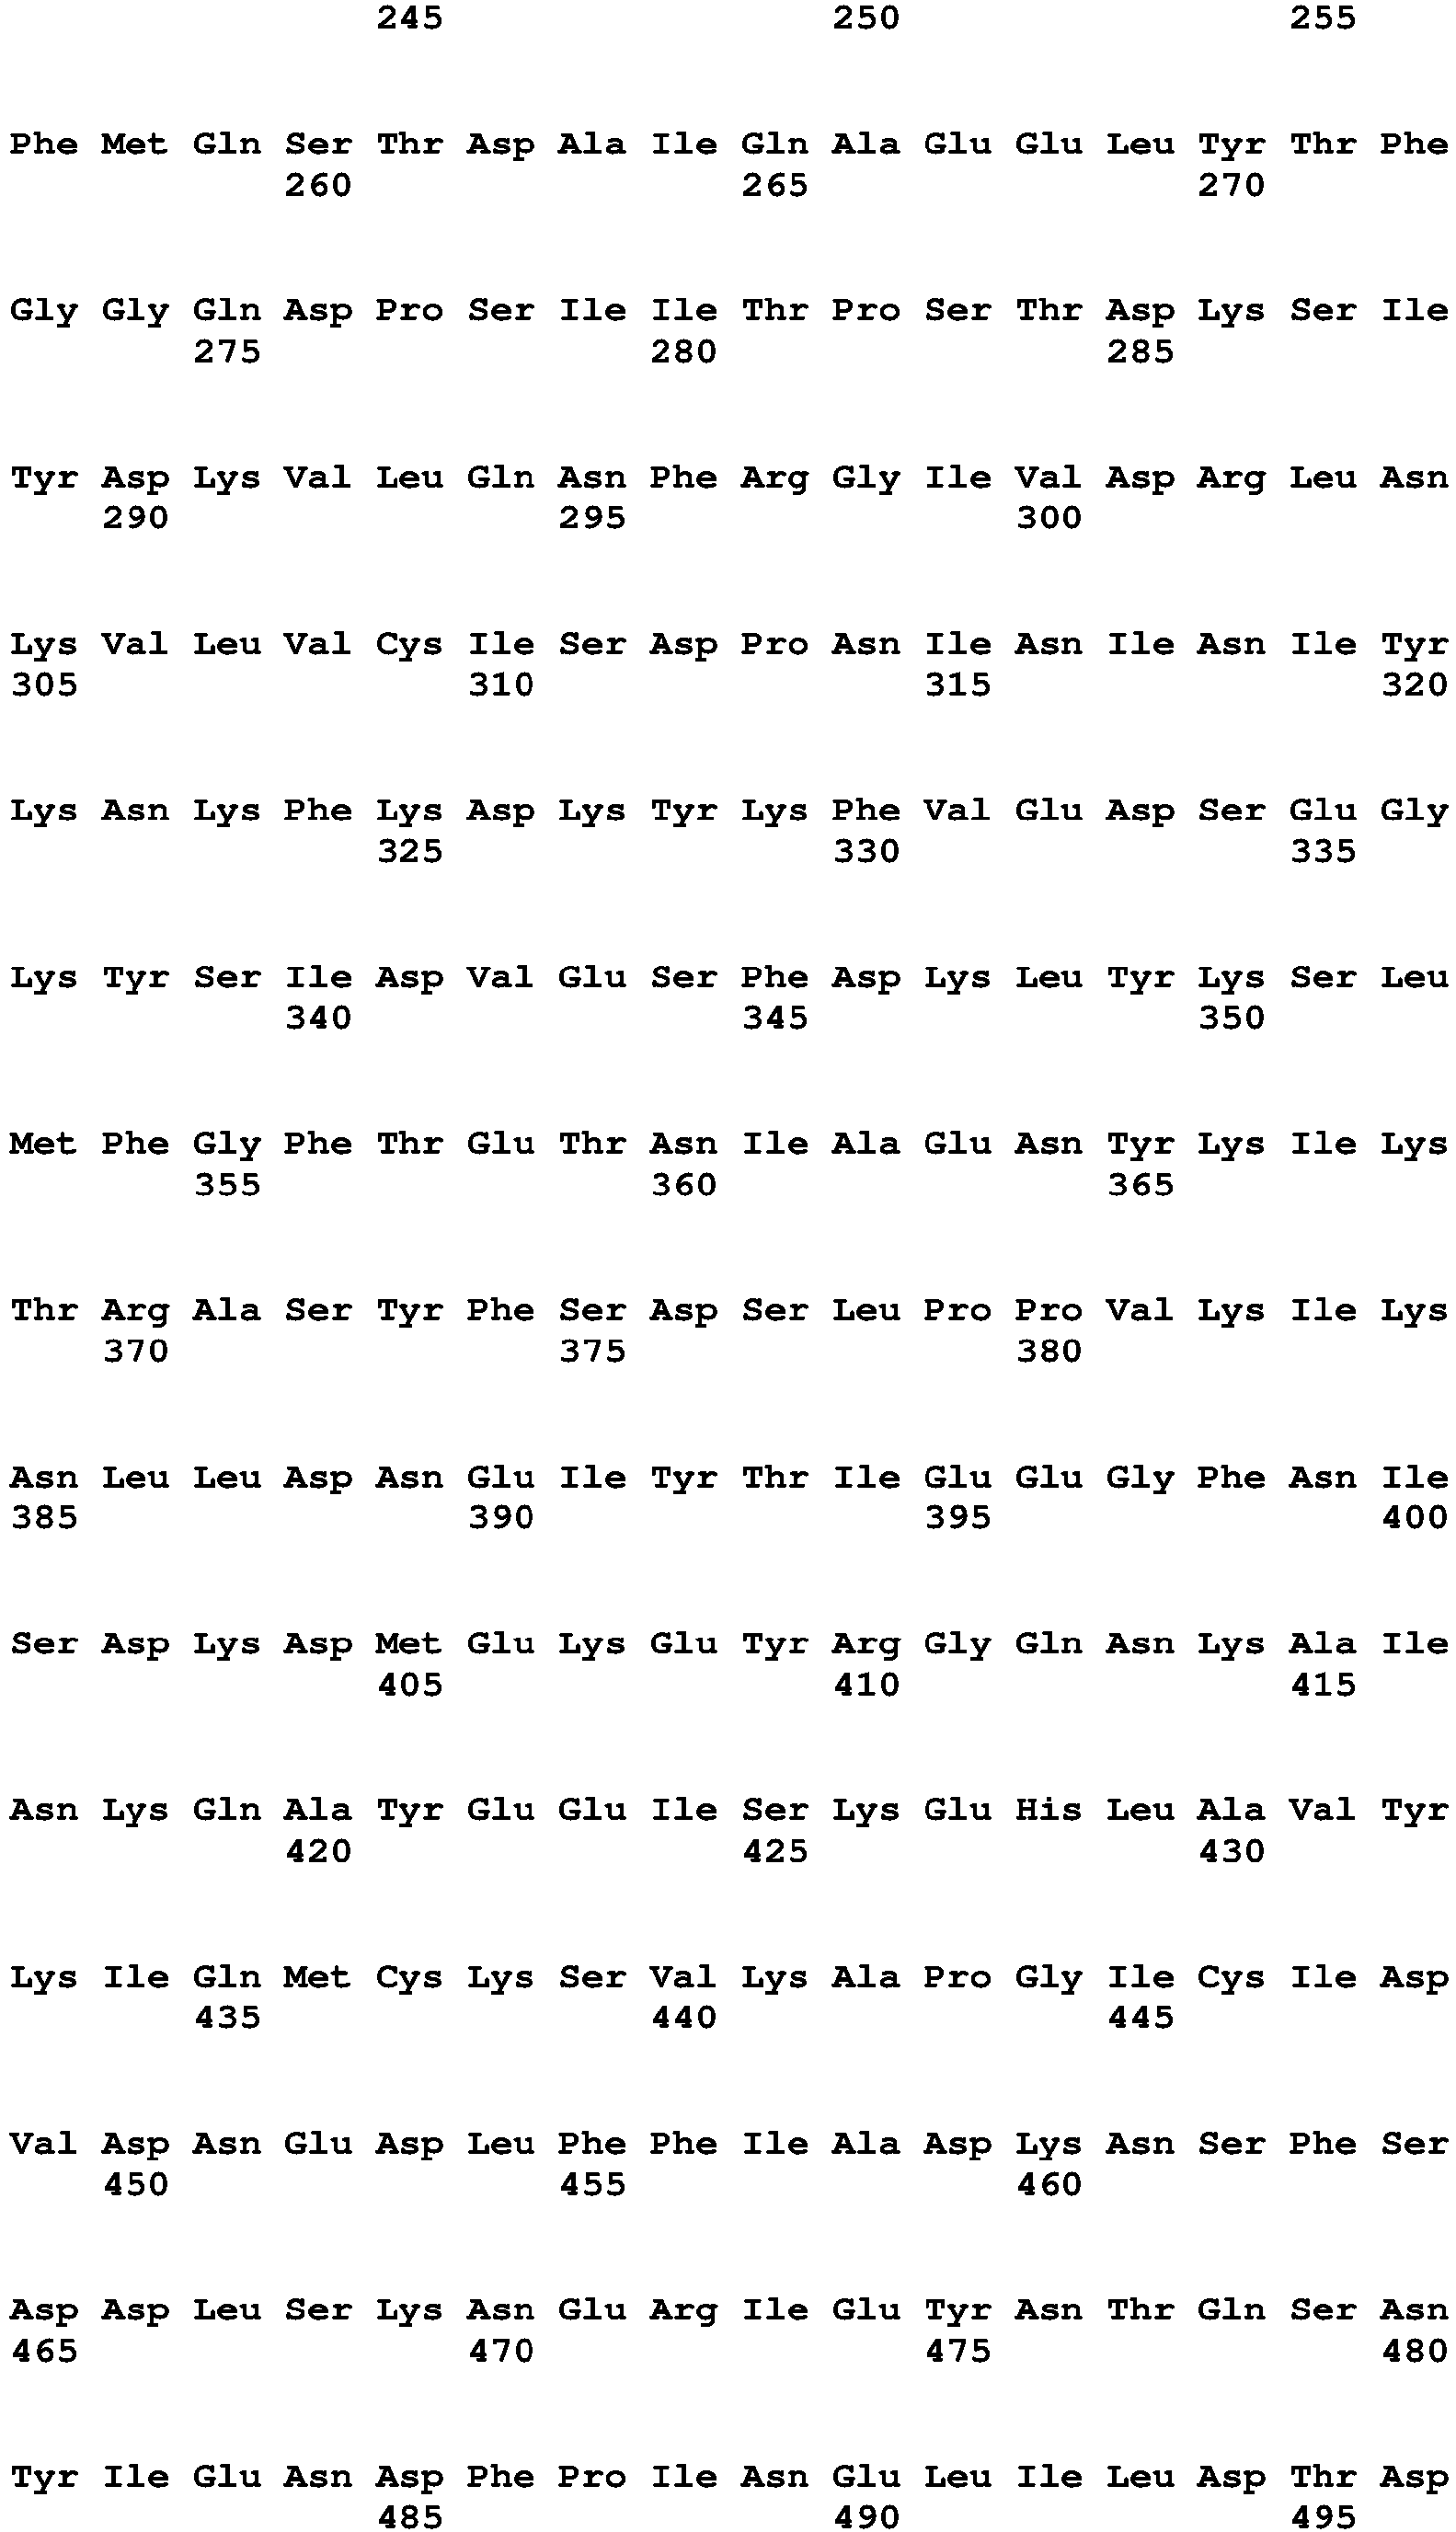 245 250 255
Phe Met Gln Ser Thr Asp Ala Ile Gln Ala Glu Glu Leu Tyr Thr Phe
260 265 270
Gly Gly Gln Asp Pro Ser Ile Ile Thr Pro Ser Thr Asp Lys Ser Ile
275 280 285
Tyr Asp Lys Val Leu Gln Asn Phe Arg Gly Ile Val Asp Arg Leu Asn
290 295 300
Lys Val Leu Val Cys Ile Ser Asp Pro Asn Ile Asn Ile Asn Ile Tyr
305 310 315 320
Lys Asn Lys Phe Lys Asp Lys Tyr Lys Phe Val Glu Asp Ser Glu Gly
325 330 335
Lys Tyr Ser Ile Asp Val Glu Ser Phe Asp Lys Leu Tyr Lys Ser Leu
340 345 350
Met Phe Gly Phe Thr Glu Thr Asn Ile Ala Glu Asn Tyr Lys Ile Lys
355 360 365
Thr Arg Ala Ser Tyr Phe Ser Asp Ser Leu Pro Pro Val Lys Ile Lys
370 375 380
Asn Leu Leu Asp Asn Glu Ile Tyr Thr Ile Glu Glu Gly Phe Asn Ile
385 390 395 400
Ser Asp Lys Asp Met Glu Lys Glu Tyr Arg Gly Gln Asn Lys Ala Ile
405 410 415
Asn Lys Gln Ala Tyr Glu Glu Ile Ser Lys Glu His Leu Ala Val Tyr
420 425 430
Lys Ile Gln Met Cys Lys Ser Val Lys Ala Pro Gly Ile Cys Ile Asp
435 440 445
Val Asp Asn Glu Asp Leu Phe Phe Ile Ala Asp Lys Asn Ser Phe Ser
450 455 460
Asp Asp Leu Ser Lys Asn Glu Arg Ile Glu Tyr Asn Thr Gln Ser Asn
465 470 475 480
Tyr Ile Glu Asn Asp Phe Pro Ile Asn Glu Leu Ile Leu Asp Thr Asp
485 490 495